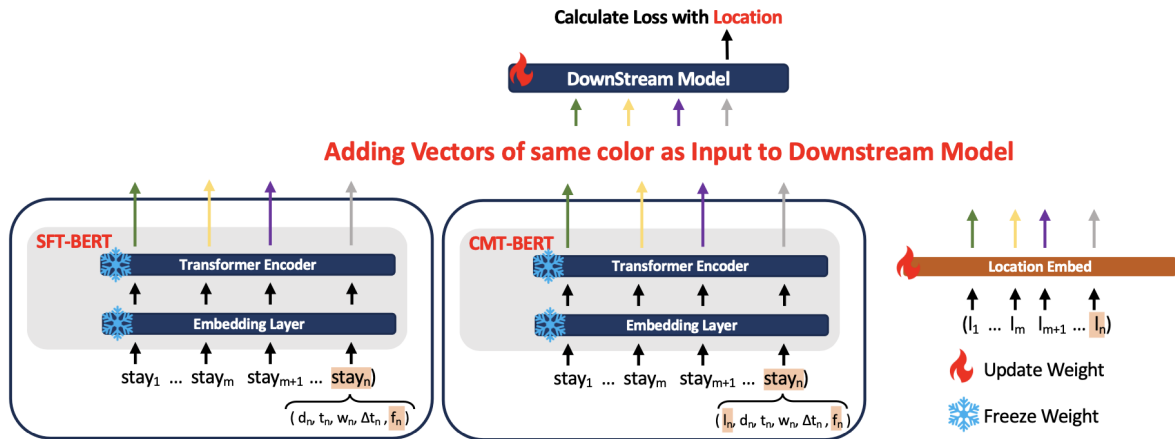 Calculate Loss with Location
DownStream Model
Adding Vectors of same color as Input to Downstream Model
SFT-BERT
Transformer Encoder
Embedding Layer
stay₁ ... stayₘ stayₘ₊₁ ... stayₙ)
( dₙ, tₙ, wₙ, Δtₙ , fₙ )
CMT-BERT
Transformer Encoder
Embedding Layer
stay₁ ... stayₘ stayₘ₊₁ ... stayₙ)
( lₙ, dₙ, tₙ, wₙ, Δtₙ , fₙ )
Location Embed
(l₁ ... lₘ lₘ₊₁ ... lₙ)
Update Weight
Freeze Weight